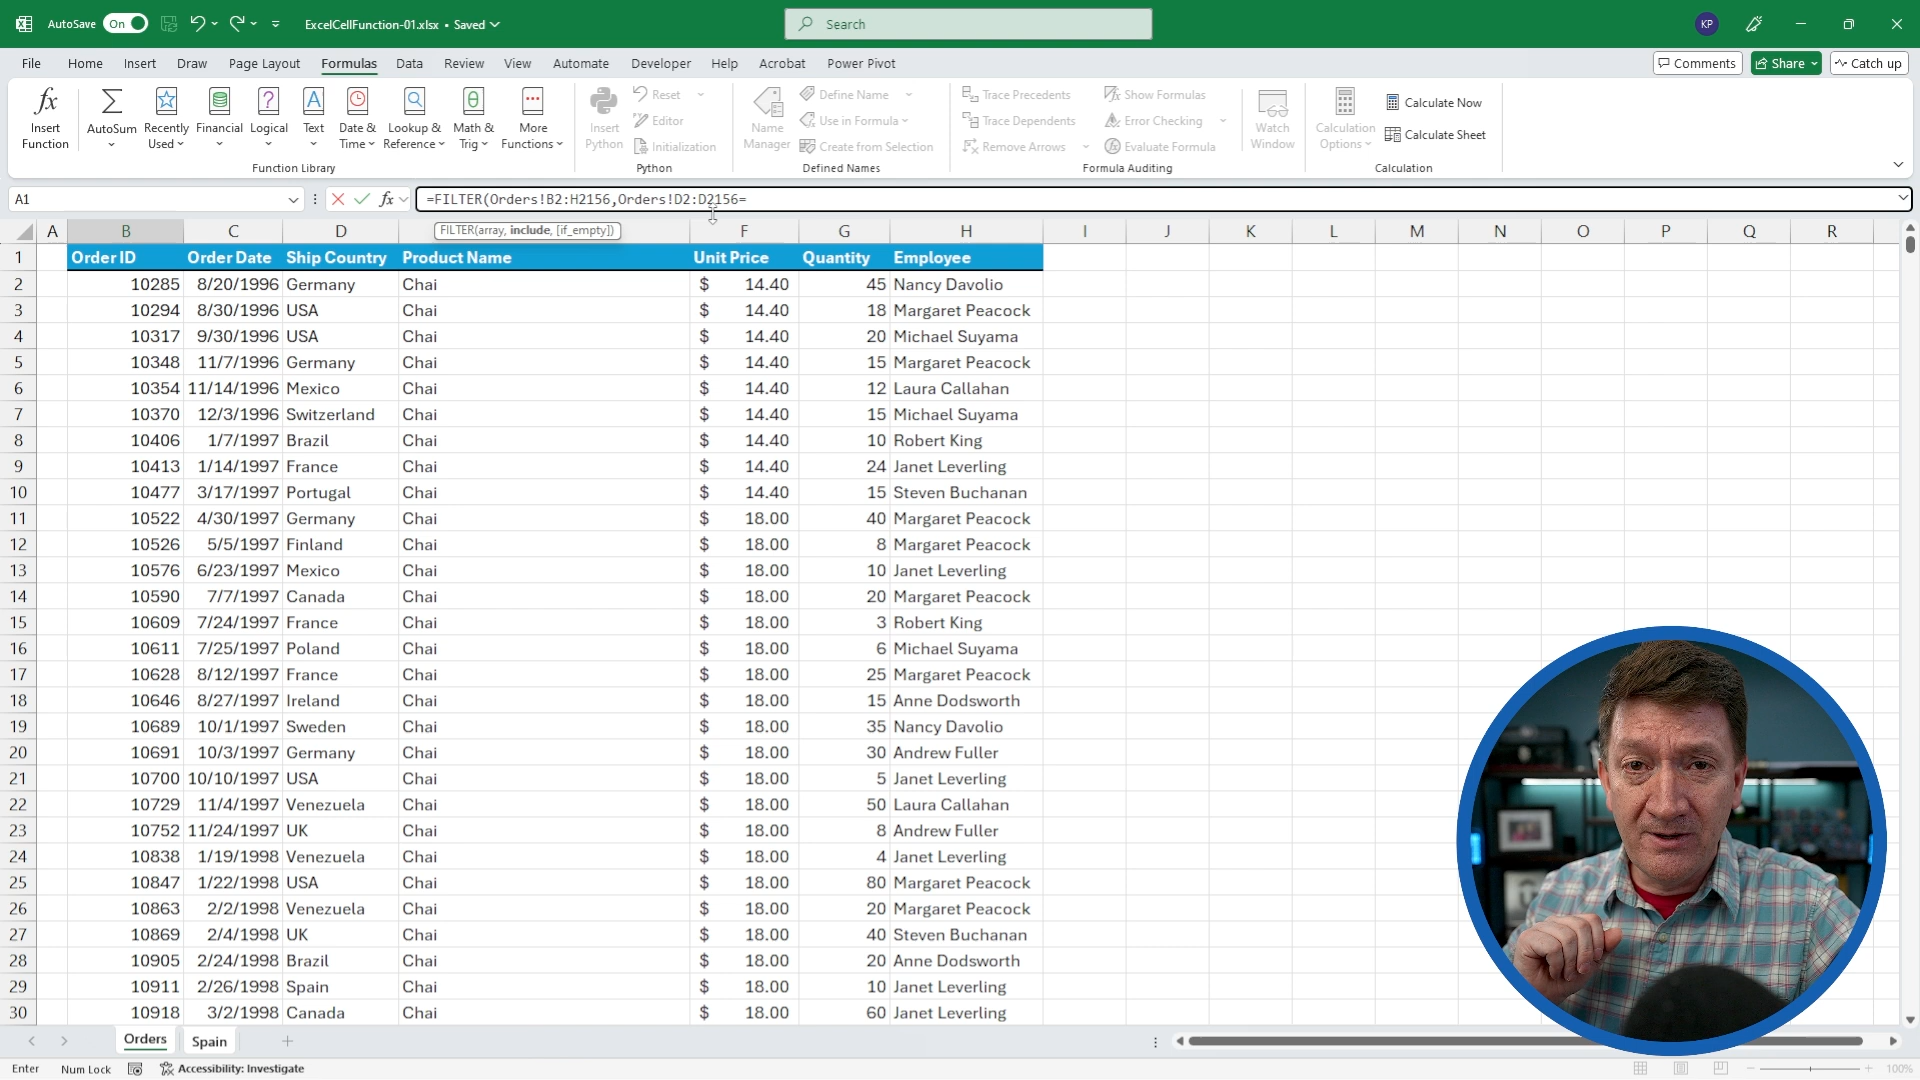 AutoSave On ExcelCellFunction-01.xlsx • Saved Search KP
File Home Insert Draw Page Layout Formulas Data Review View Automate Developer Help Acrobat Power Pivot Comments Share Catch up
Insert Function
AutoSum
Recently Used
Financial
Logical
Text
Date & Time
Lookup & Reference
Math & Trig
More Functions
Function Library
Insert Python
Reset
Editor
Initialization
Python
Name Manager
Define Name
Use in Formula
Create from Selection
Defined Names
Trace Precedents
Trace Dependents
Remove Arrows
Show Formulas
Error Checking
Evaluate Formula
Formula Auditing
Watch Window
Calculation Options
Calculate Now
Calculate Sheet
Calculation
A1 fx =FILTER(Orders!B2:H2156,Orders!D2:D2156=
FILTER(array, include, [if_empty])
A B C D F G H I J K L M N O P Q R
1 Order ID Order Date Ship Country Product Name Unit Price Quantity Employee
2 10285 8/20/1996 Germany Chai $ 14.40 45 Nancy Davolio
3 10294 8/30/1996 USA Chai $ 14.40 18 Margaret Peacock
4 10317 9/30/1996 USA Chai $ 14.40 20 Michael Suyama
5 10348 11/7/1996 Germany Chai $ 14.40 15 Margaret Peacock
6 10354 11/14/1996 Mexico Chai $ 14.40 12 Laura Callahan
7 10370 12/3/1996 Switzerland Chai $ 14.40 15 Michael Suyama
8 10406 1/7/1997 Brazil Chai $ 14.40 10 Robert King
9 10413 1/14/1997 France Chai $ 14.40 24 Janet Leverling
10 10477 3/17/1997 Portugal Chai $ 14.40 15 Steven Buchanan
11 10522 4/30/1997 Germany Chai $ 18.00 40 Margaret Peacock
12 10526 5/5/1997 Finland Chai $ 18.00 8 Margaret Peacock
13 10576 6/23/1997 Mexico Chai $ 18.00 10 Janet Leverling
14 10590 7/7/1997 Canada Chai $ 18.00 20 Margaret Peacock
15 10609 7/24/1997 France Chai $ 18.00 3 Robert King
16 10611 7/25/1997 Poland Chai $ 18.00 6 Michael Suyama
17 10628 8/12/1997 France Chai $ 18.00 25 Margaret Peacock
18 10646 8/27/1997 Ireland Chai $ 18.00 15 Anne Dodsworth
19 10689 10/1/1997 Sweden Chai $ 18.00 35 Nancy Davolio
20 10691 10/3/1997 Germany Chai $ 18.00 30 Andrew Fuller
21 10700 10/10/1997 USA Chai $ 18.00 5 Janet Leverling
22 10729 11/4/1997 Venezuela Chai $ 18.00 50 Laura Callahan
23 10752 11/24/1997 UK Chai $ 18.00 8 Andrew Fuller
24 10838 1/19/1998 Venezuela Chai $ 18.00 4 Janet Leverling
25 10847 1/22/1998 USA Chai $ 18.00 80 Margaret Peacock
26 10863 2/2/1998 Venezuela Chai $ 18.00 20 Margaret Peacock
27 10869 2/4/1998 UK Chai $ 18.00 40 Steven Buchanan
28 10905 2/24/1998 Brazil Chai $ 18.00 20 Anne Dodsworth
29 10911 2/26/1998 Spain Chai $ 18.00 10 Janet Leverling
30 10918 3/2/1998 Canada Chai $ 18.00 60 Janet Leverling
Orders Spain
Enter Num Lock Accessibility: Investigate 100%